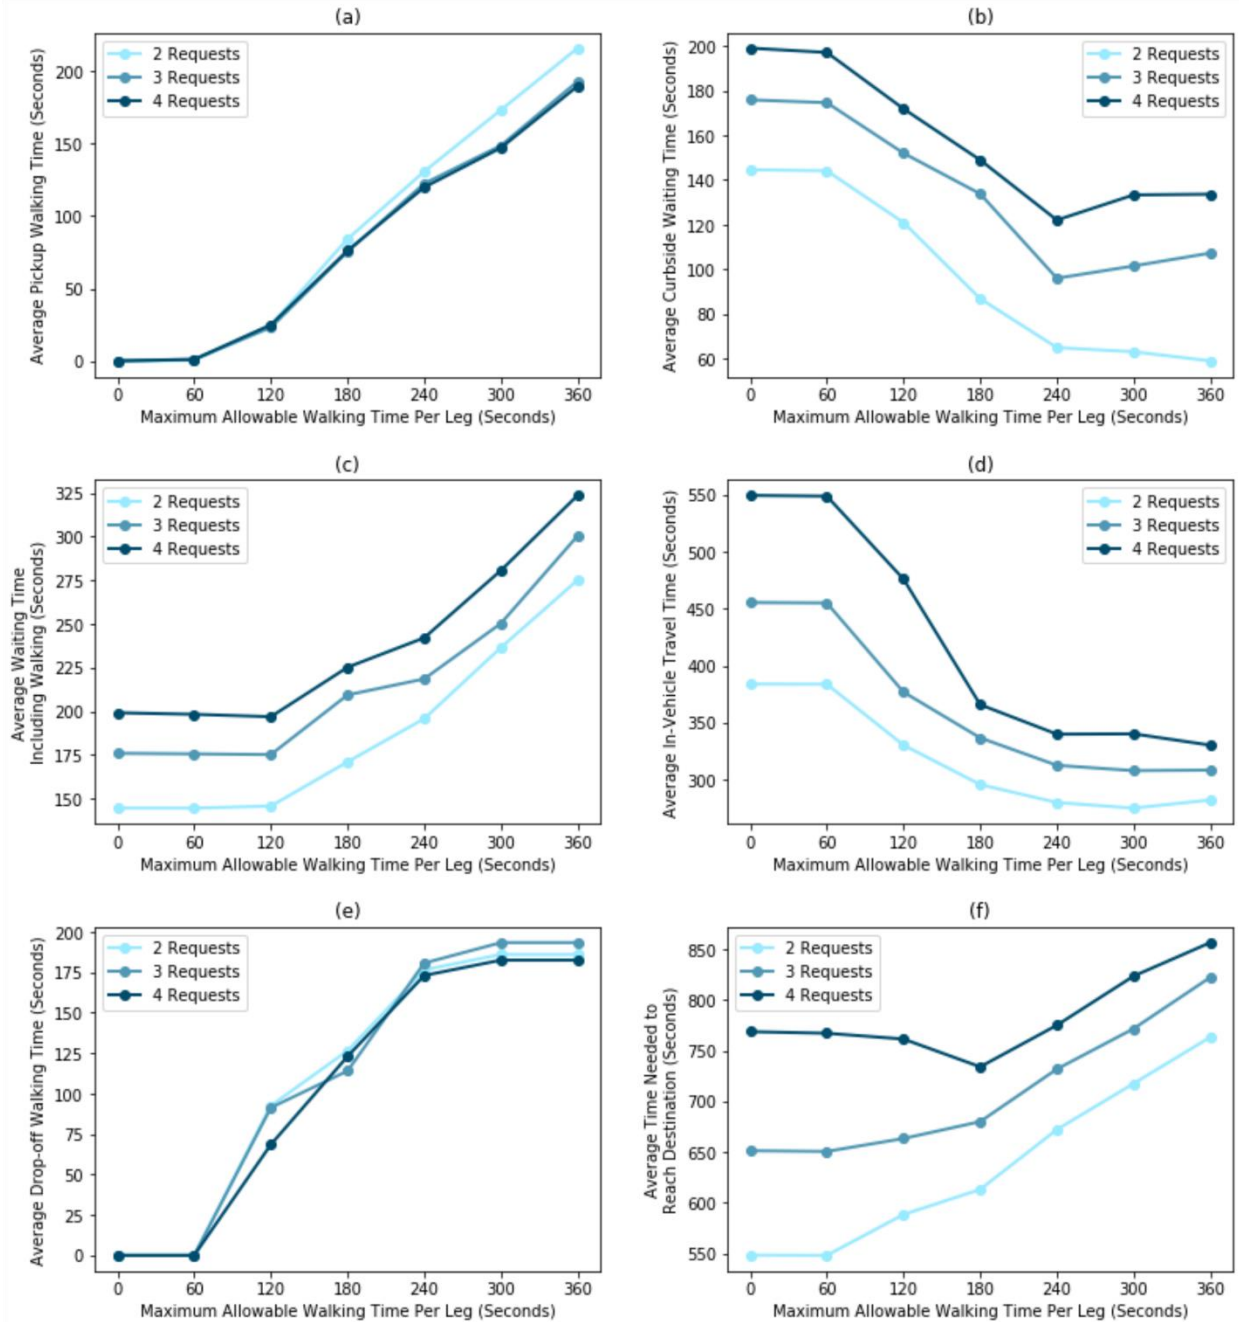 (a)
Average Pickup Walking Time (Seconds)
200
150
100
50
0
2 Requests
3 Requests
4 Requests
0 60 120 180 240 300 360
Maximum Allowable Walking Time Per Leg (Seconds)
(b)
Average Curbside Waiting Time (Seconds)
200
180
160
140
120
100
80
60
2 Requests
3 Requests
4 Requests
0 60 120 180 240 300 360
Maximum Allowable Walking Time Per Leg (Seconds)
(c)
Average Waiting Time
Including Walking (Seconds)
325
300
275
250
225
200
175
150
2 Requests
3 Requests
4 Requests
0 60 120 180 240 300 360
Maximum Allowable Walking Time Per Leg (Seconds)
(d)
Average In-Vehicle Travel Time (Seconds)
550
500
450
400
350
300
2 Requests
3 Requests
4 Requests
0 60 120 180 240 300 360
Maximum Allowable Walking Time Per Leg (Seconds)
(e)
Average Drop-off Walking Time (Seconds)
200
175
150
125
100
75
50
25
0
2 Requests
3 Requests
4 Requests
0 60 120 180 240 300 360
Maximum Allowable Walking Time Per Leg (Seconds)
(f)
Average Time Needed to
Reach Destination (Seconds)
850
800
750
700
650
600
550
2 Requests
3 Requests
4 Requests
0 60 120 180 240 300 360
Maximum Allowable Walking Time Per Leg (Seconds)